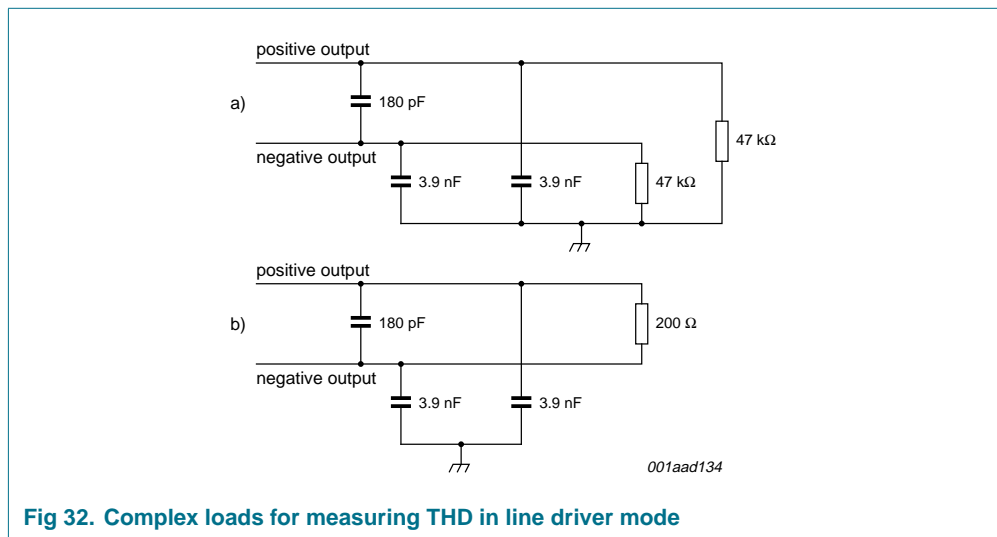 positive output
a)
180 pF
47 kΩ
negative output
3.9 nF
3.9 nF
47 kΩ
positive output
b)
180 pF
200 Ω
negative output
3.9 nF
3.9 nF
001aad134
Fig 32. Complex loads for measuring THD in line driver mode